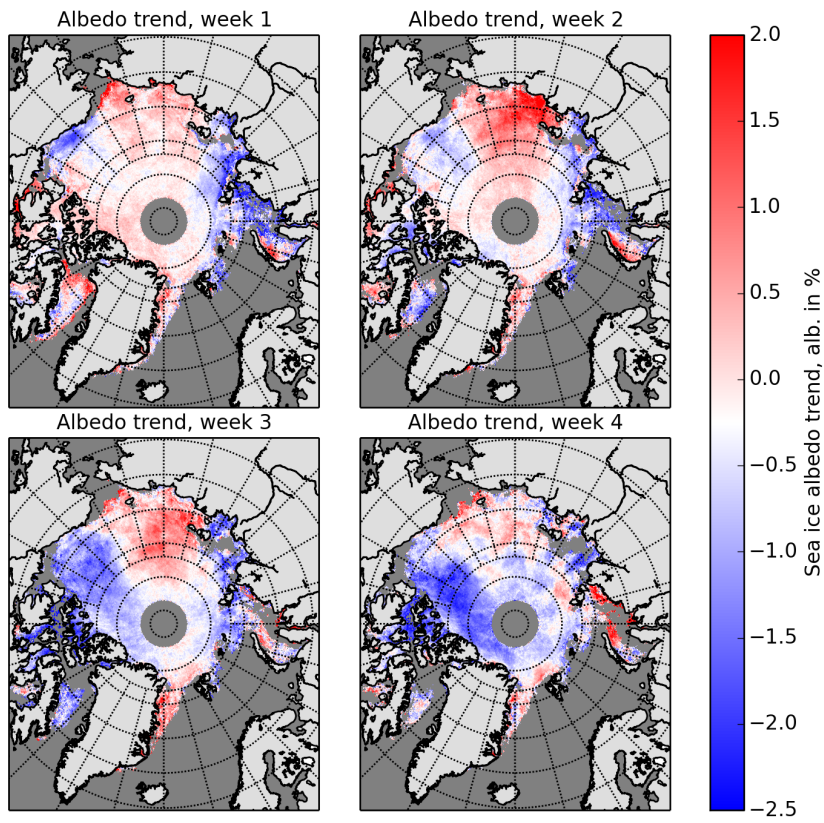 Albedo trend, week 1
Albedo trend, week 2
Albedo trend, week 3
Albedo trend, week 4
2.0
1.5
1.0
0.5
0.0
−0.5
−1.0
−1.5
−2.0
−2.5
Sea ice albedo trend, alb. in %